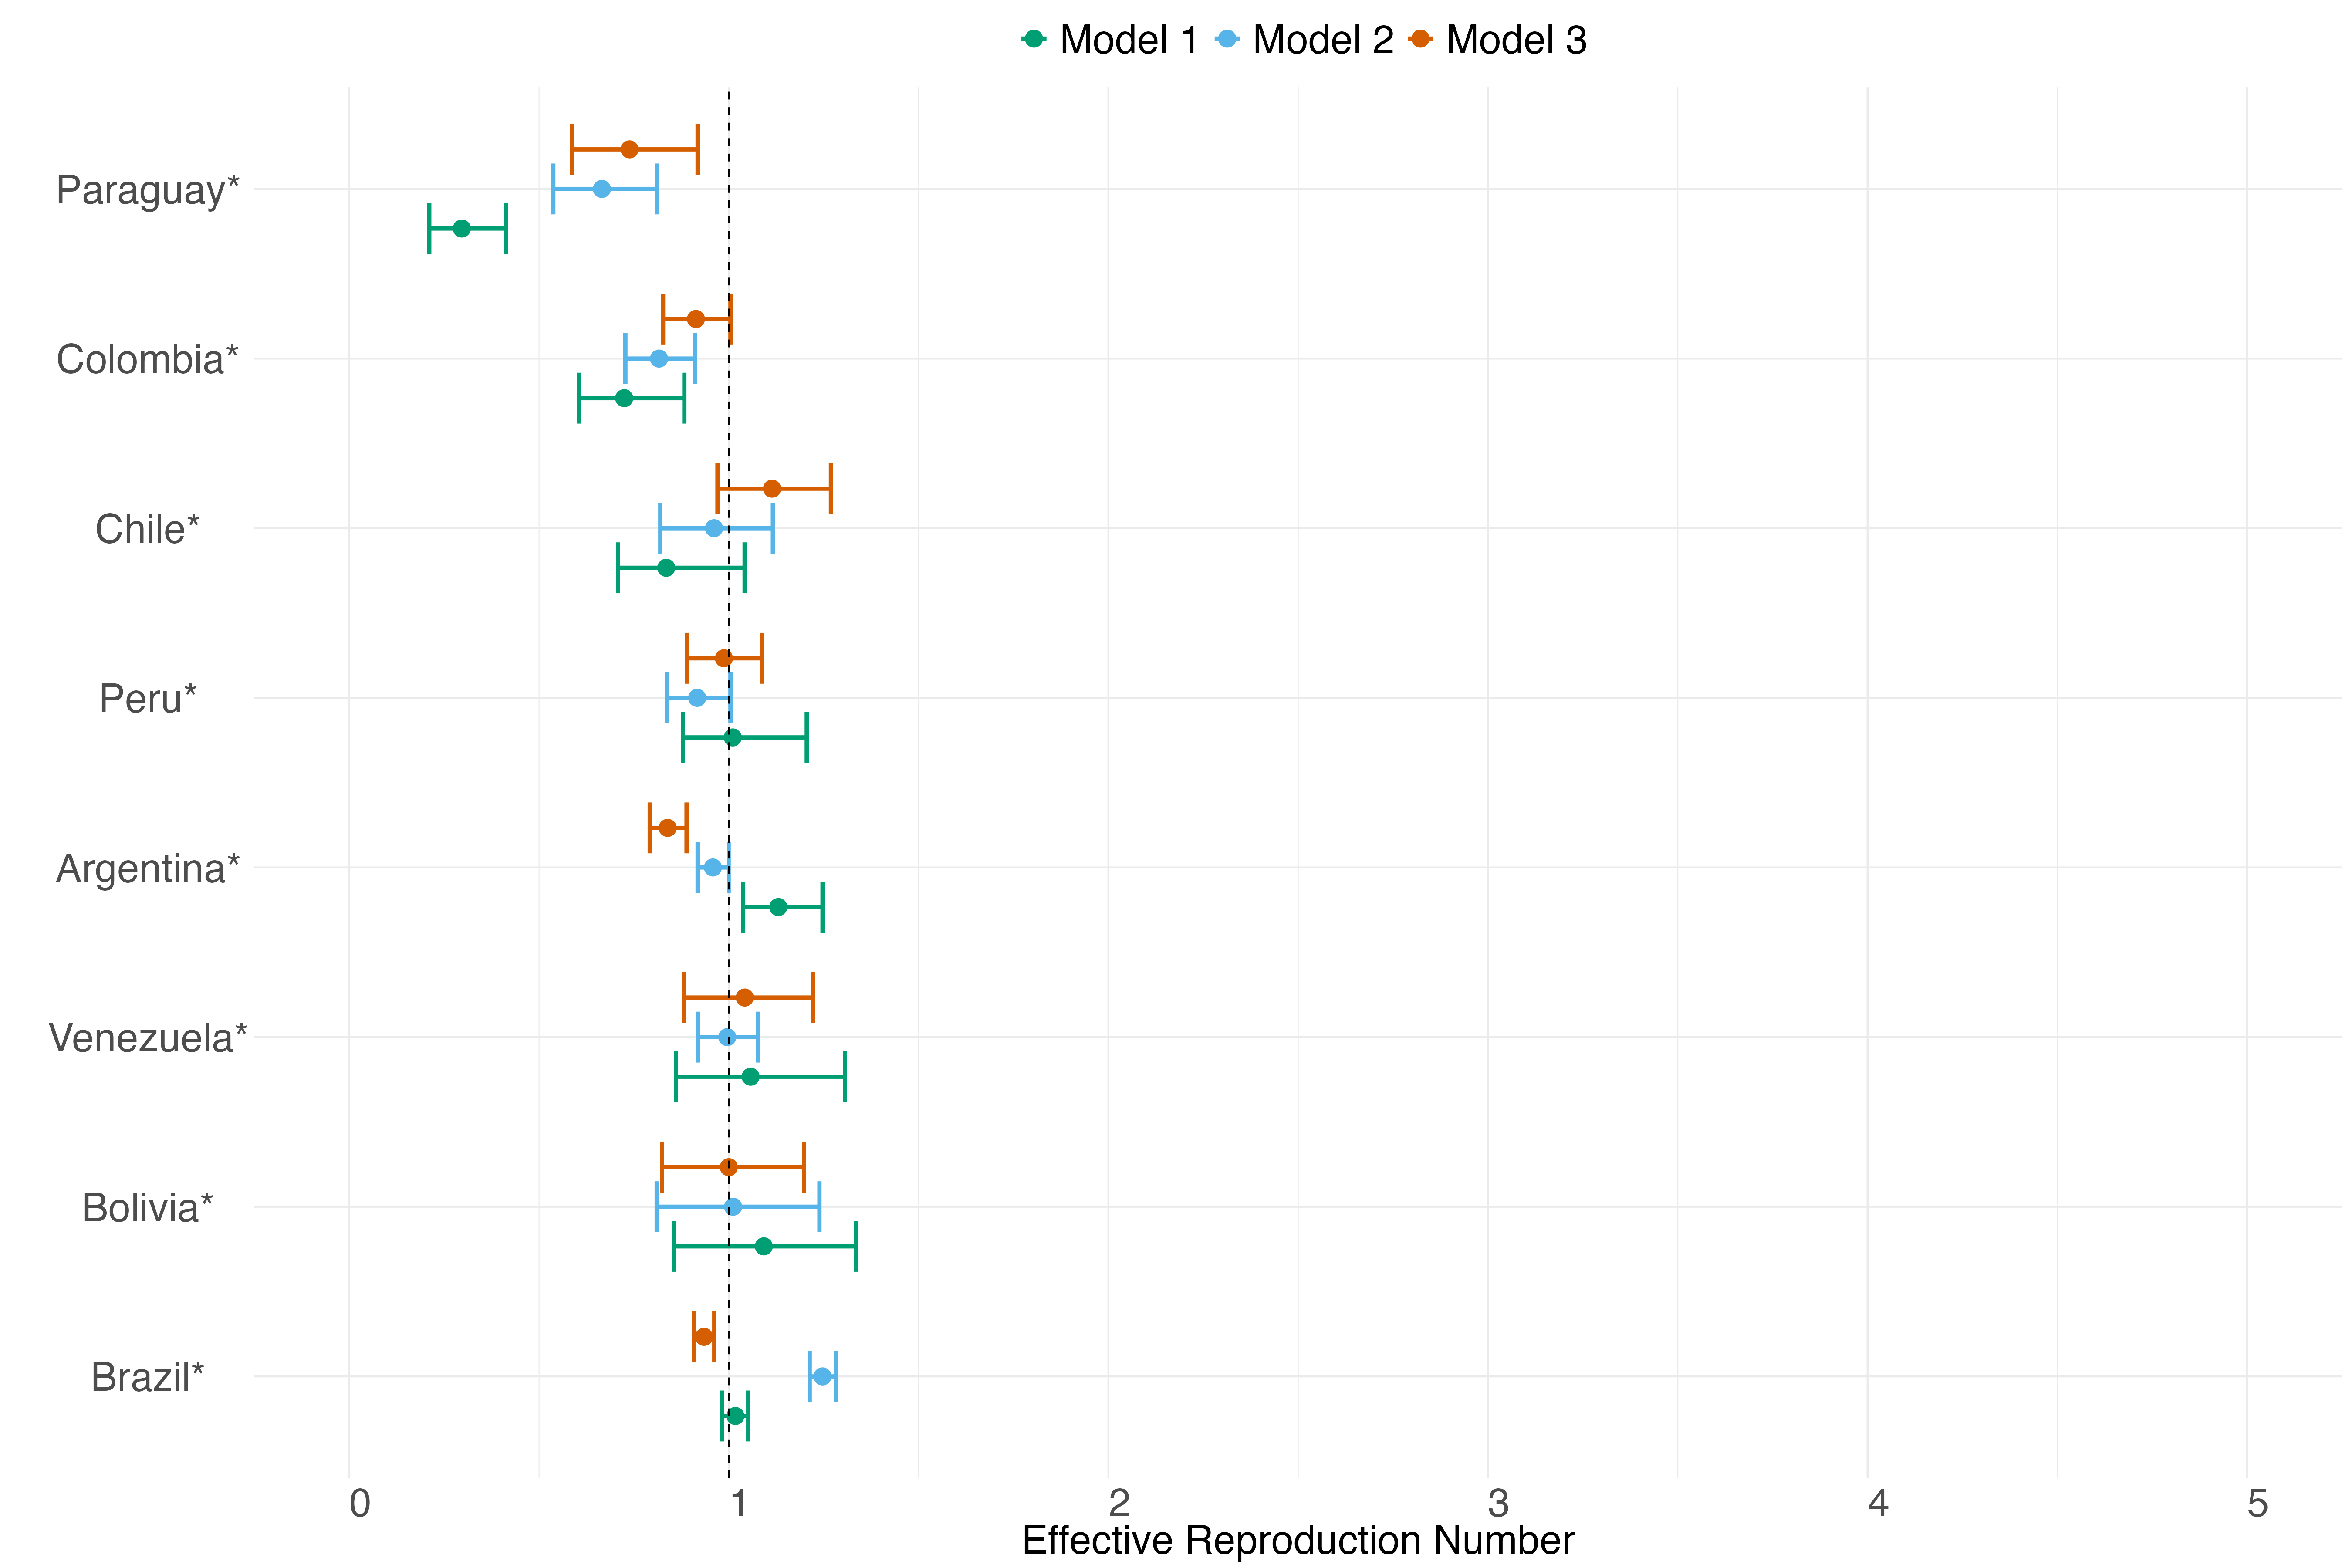 Model 1 Model 2 Model 3
Paraguay*
Colombia*
Chile*
Peru*
Argentina*
Venezuela*
Bolivia*
Brazil*
0 1 2 3 4 5
Effective Reproduction Number